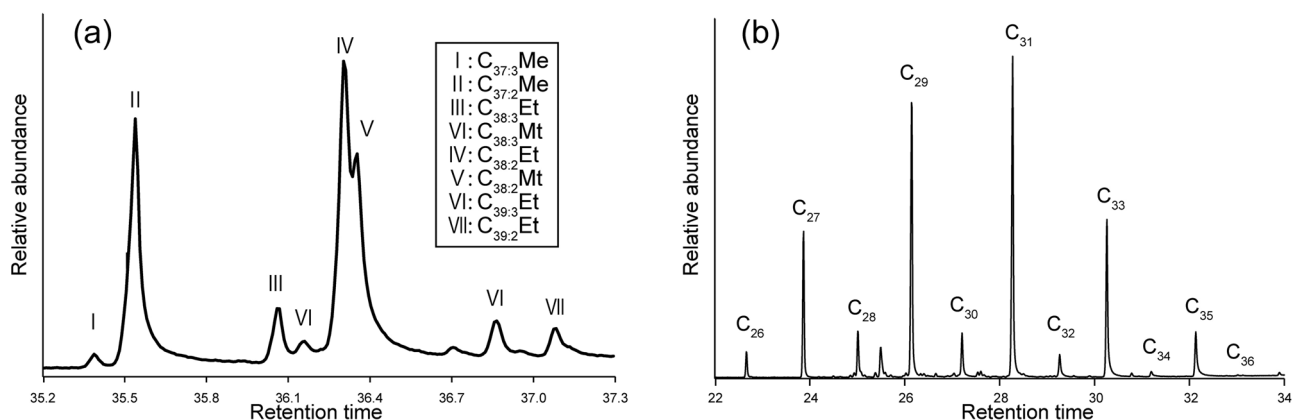 (a)
IV
II
V
III
VI
I
VI
VII
I : C37:3Me
II : C37:2Me
III : C38:3Et
VI : C38:3Mt
IV : C38:2Et
V : C38:2Mt
VI : C39:3Et
VII : C39:2Et
Relative abundance
35.2 35.5 35.8 36.1 36.4 36.7 37.0 37.3
Retention time
(b)
C31
C29
C27
C33
C28
C30
C35
C26
C32
C34
C36
Relative abundance
22 24 26 28 30 32 34
Retention time